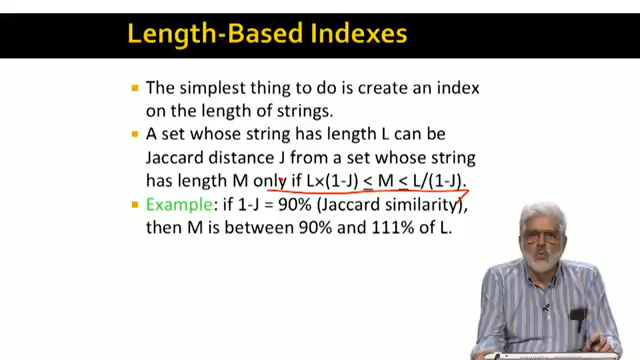 Length-Based Indexes
The simplest thing to do is create an index
on the length of strings.
A set whose string has length L can be
Jaccard distance J from a set whose string
has length M only if L×(1-J) ≤ M ≤ L/(1-J).
Example: if 1-J = 90% (Jaccard similarity),
then M is between 90% and 111% of L.